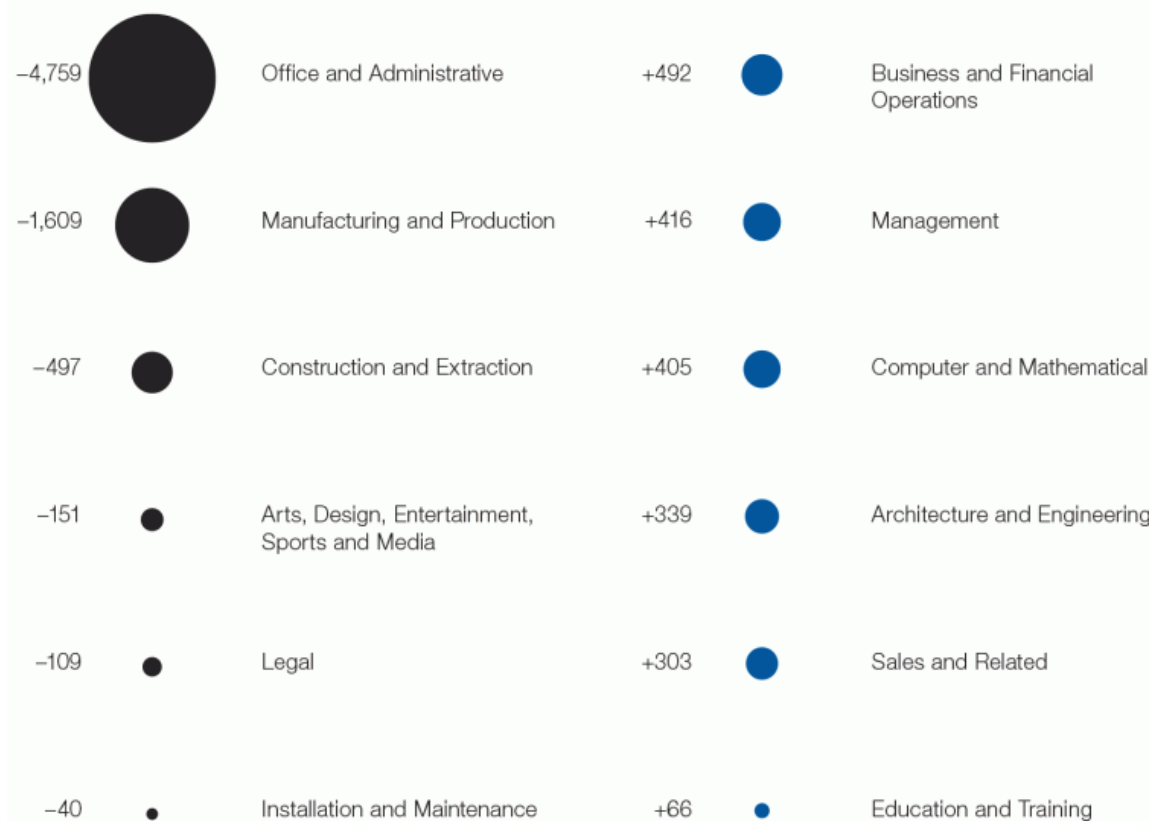 −4,759 Office and Administrative +492 Business and Financial
Operations
−1,609 Manufacturing and Production +416 Management
−497 Construction and Extraction +405 Computer and Mathematical
−151 Arts, Design, Entertainment, +339 Architecture and Engineering
Sports and Media
−109 Legal +303 Sales and Related
−40 Installation and Maintenance +66 Education and Training